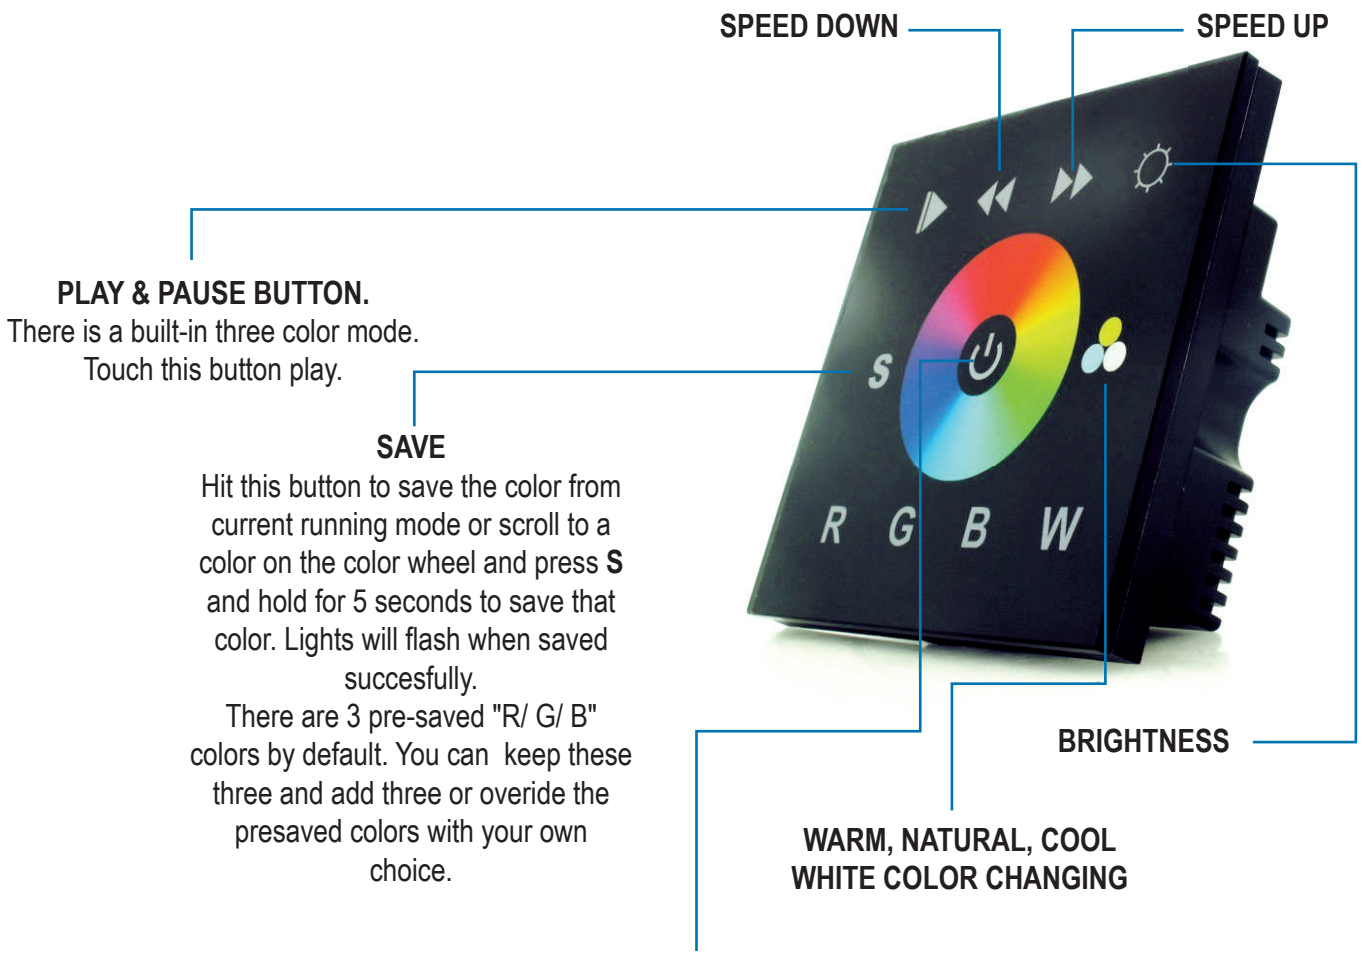 SPEED DOWN
SPEED UP
PLAY & PAUSE BUTTON.
There is a built-in three color mode.
Touch this button play.
S
SAVE
Hit this button to save the color from
current running mode or scroll to a
color on the color wheel and press S
and hold for 5 seconds to save that
color. Lights will flash when saved
succesfully.
There are 3 pre-saved "R/ G/ B"
colors by default. You can  keep these
three and add three or overide the
presaved colors with your own
choice.
R G B W
BRIGHTNESS
WARM, NATURAL, COOL
WHITE COLOR CHANGING